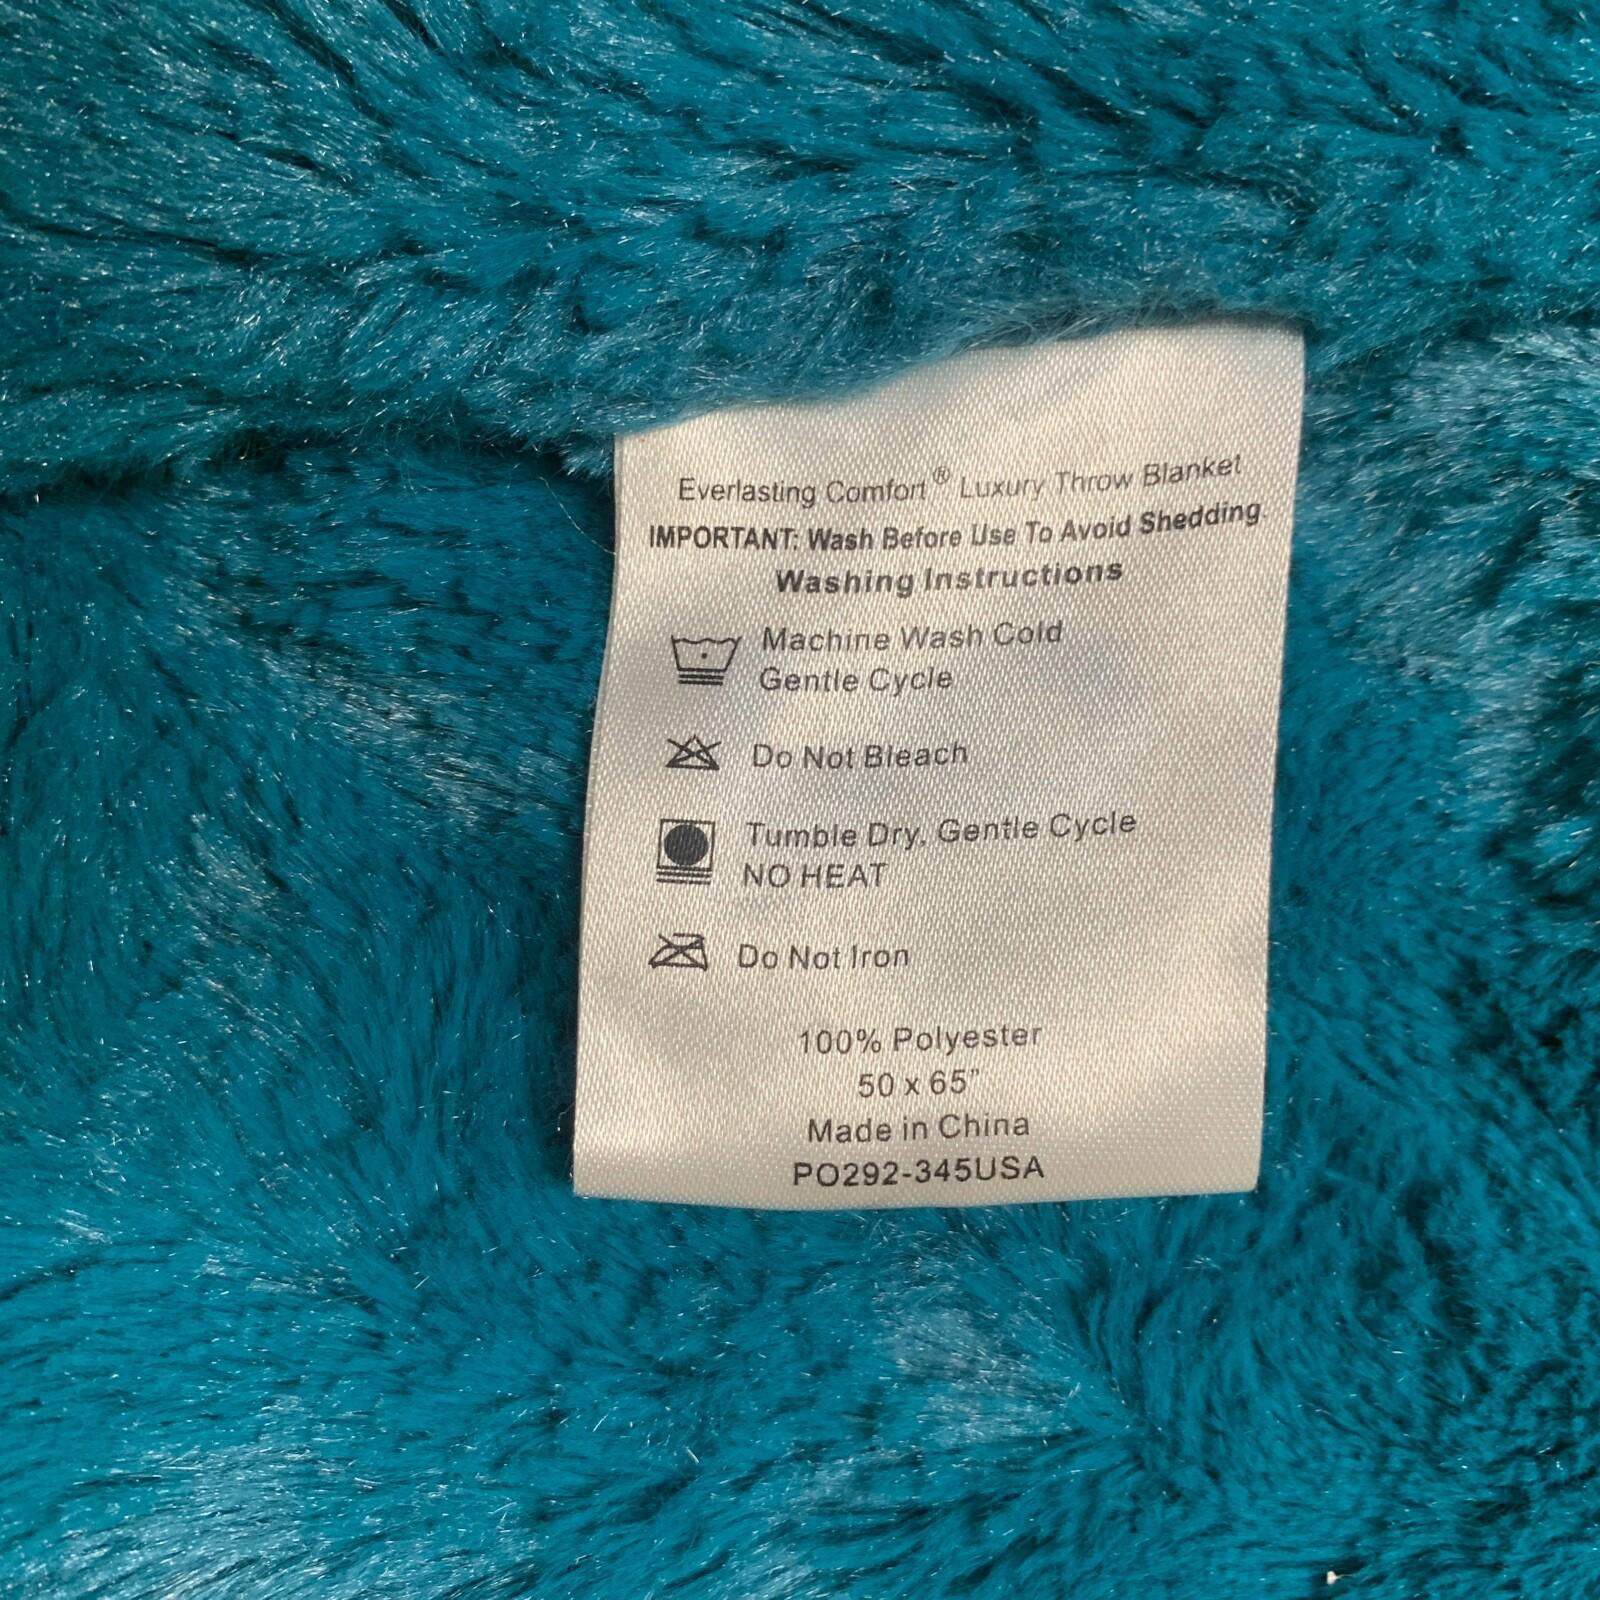 Everlasting Comfort® Luxury Throw Blanket
IMPORTANT: Wash Before Use To Avoid Shedding.
Washing Instructions
Machine Wash Cold
Gentle Cycle
Do Not Bleach
Tumble Dry, Gentle Cycle
NO HEAT
Do Not Iron
100% Polyester
50 x 65”
Made in China
PO292-345USA